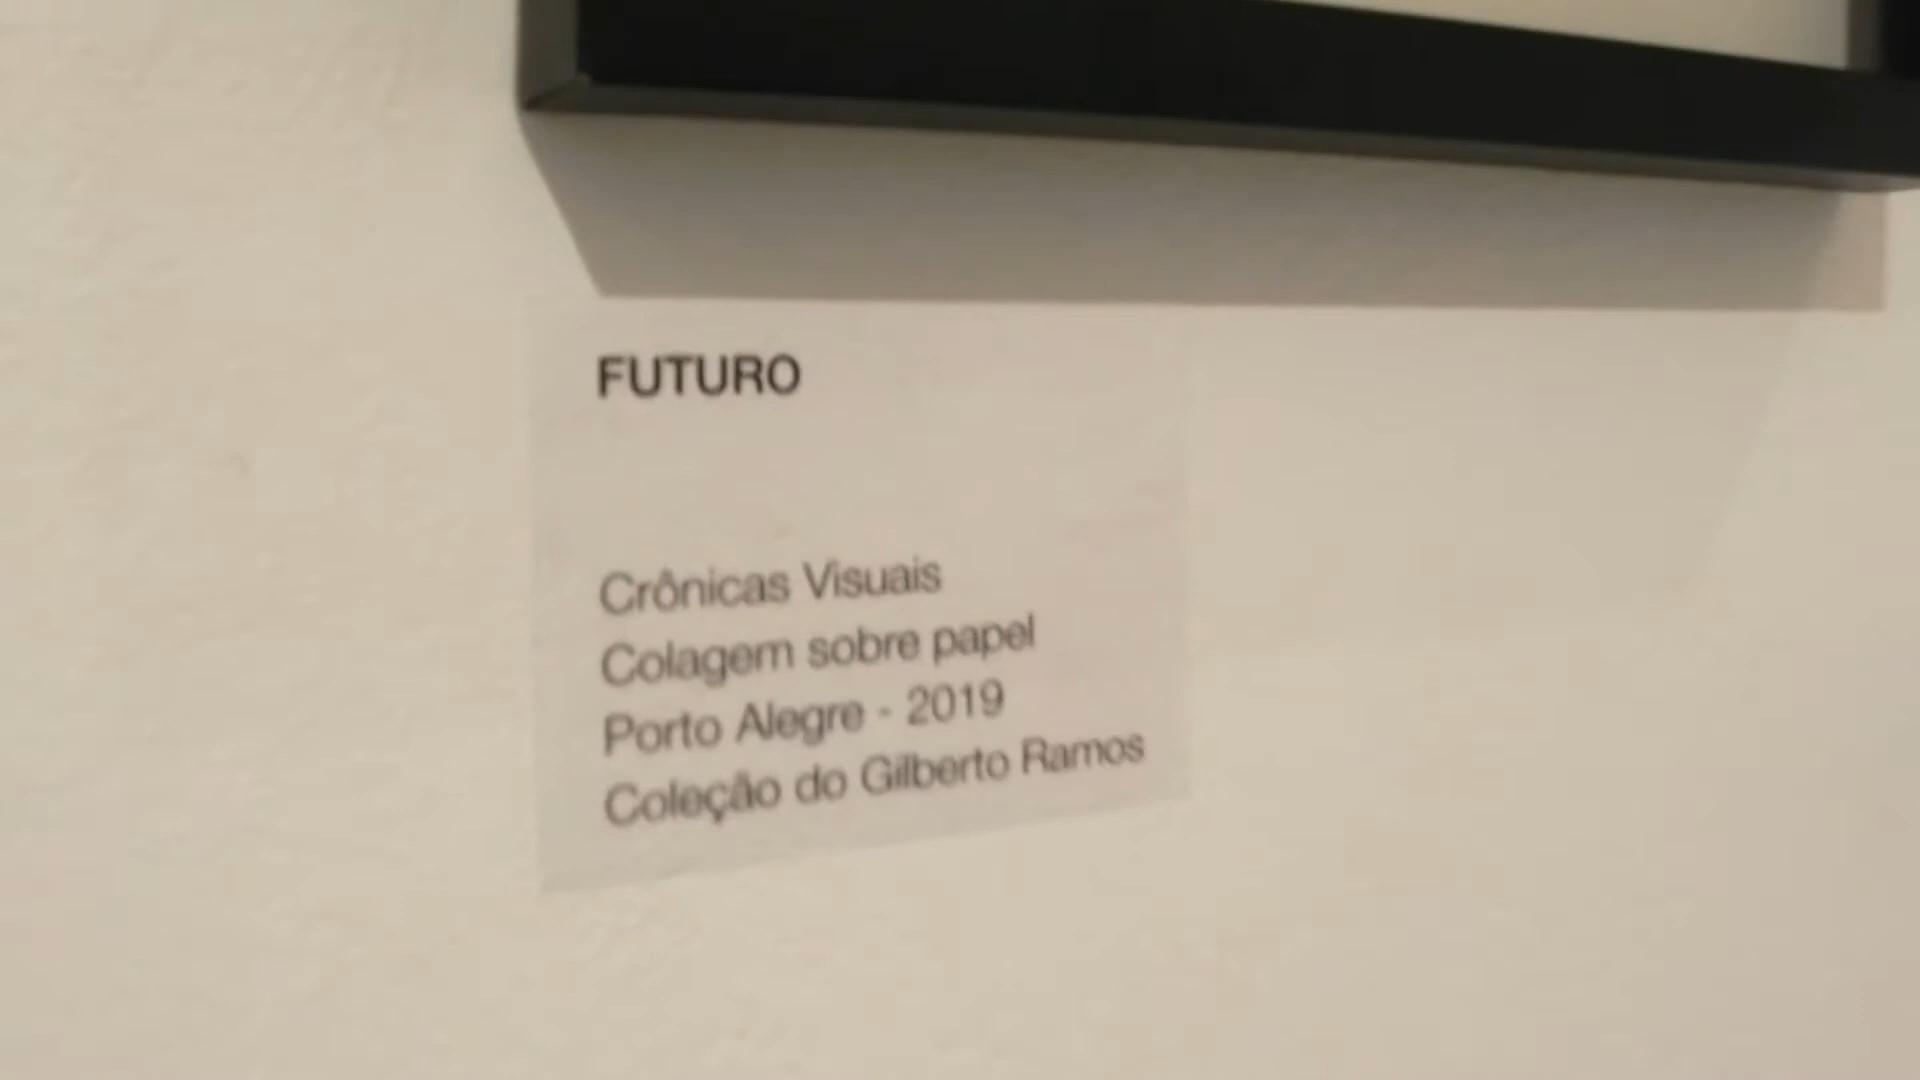 FUTURO
Crônicas Visuais
Colagem sobre papel
Porto Alegre - 2019
Coleção do Gilberto Ramos